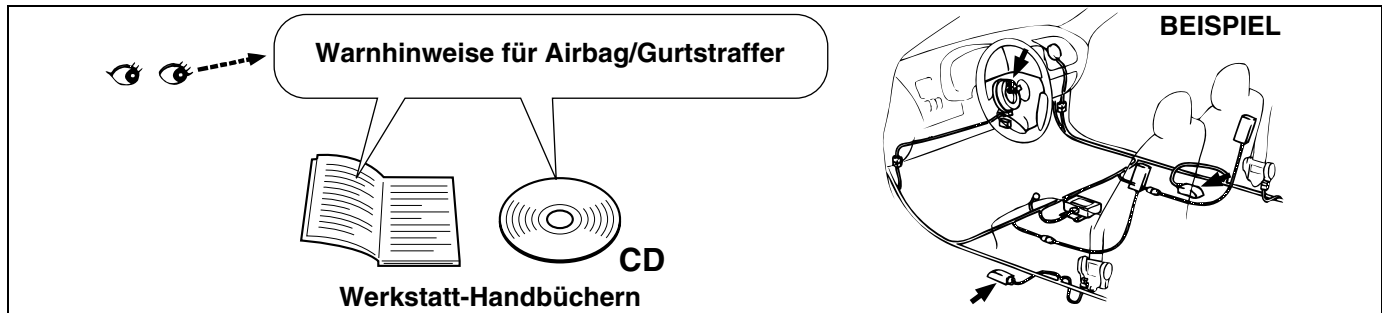 Warnhinweise für Airbag/Gurtstraffer
BEISPIEL
CD
Werkstatt-Handbüchern